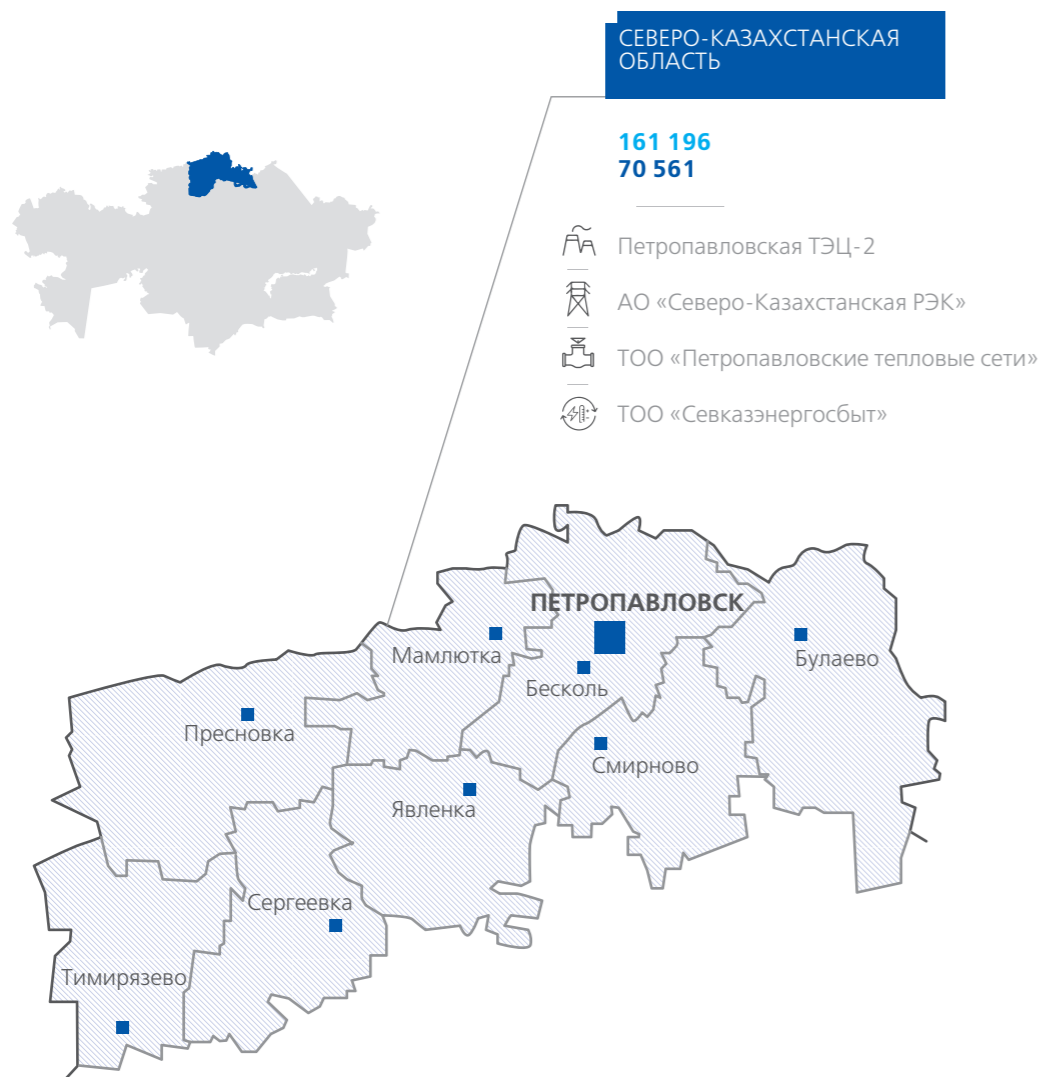 СЕВЕРО-КАЗАХСТАНСКАЯ
ОБЛАСТЬ
161 196
70 561
Петропавловская ТЭЦ-2
АО «Северо-Казахстанская РЭК»
ТОО «Петропавловские тепловые сети»
ТОО «Севказэнергосбыт»
ПЕТРОПАВЛОВСК
Мамлютка
Булаево
Бесколь
Пресновка
Смирново
Явленка
Сергеевка
Тимирязево